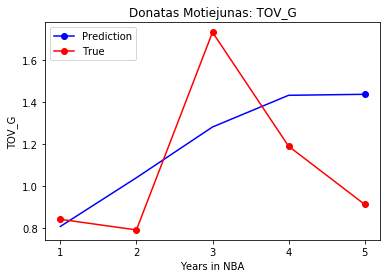 Donatas Motiejunas: TOV_G
Prediction
True
TOV_G
1.6
1.4
1.2
1.0
0.8
1 2 3 4 5
Years in NBA